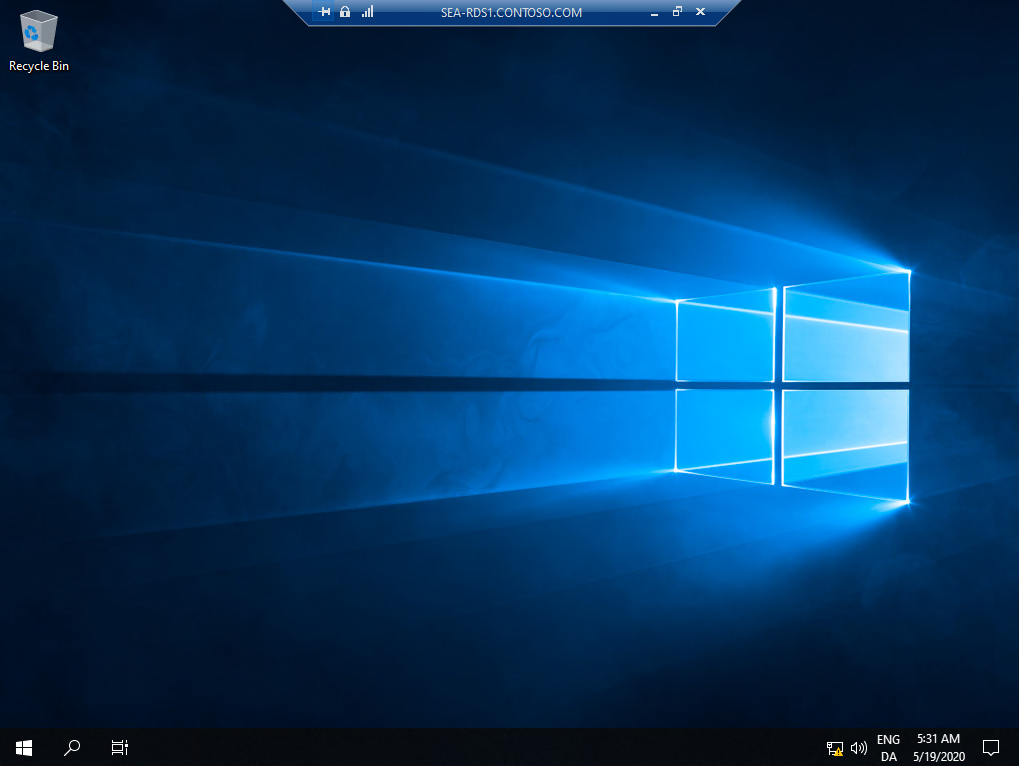 SEA-RDS1.CONTOSO.COM
Recycle Bin
ENG
DA
5:31 AM
5/19/2020